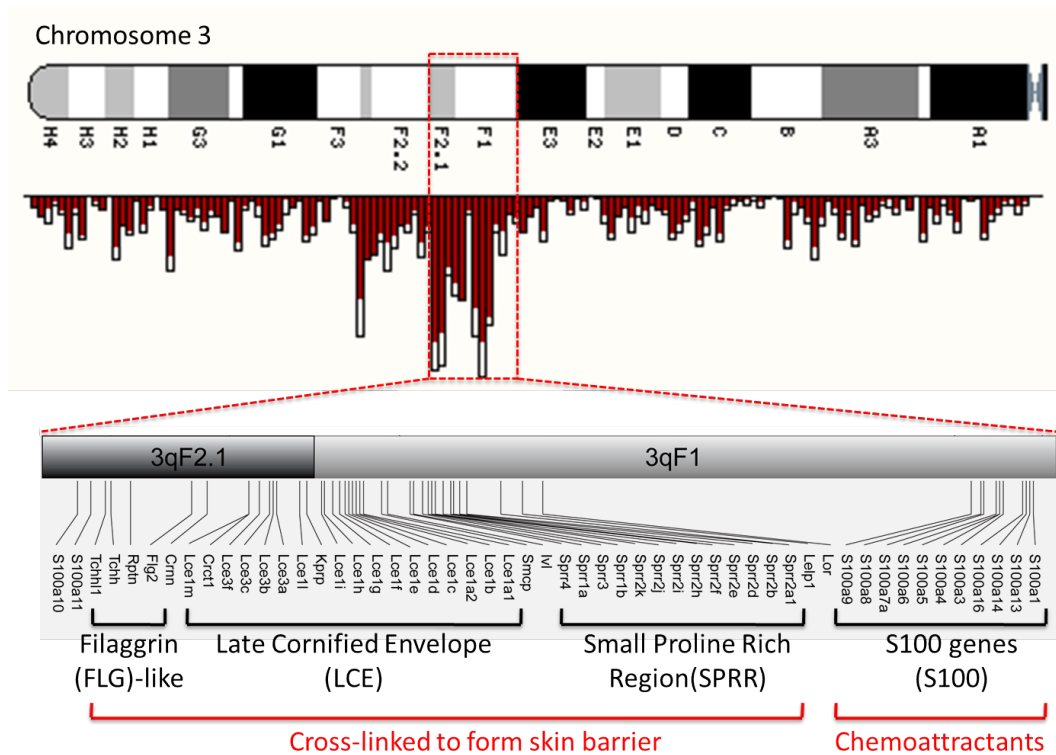 Chromosome 3
H4 H3 H2 H1 G3 G1 F3 F2.2 F2.1 F1 E3 E2 E1 D C B A3 A1
3qF2.1 3qF1
S100a10 S100a11 Tchhl1 Tchh Rptn Flg2 Crnn Lce1m Crct1 Lce3f Lce3c Lce3b Lce3a Lce1l Kprp Lce1i Lce1h Lce1g Lce1f Lce1e Lce1d Lce1c Lce1a2 Lce1b Lce1a1 Smcp Ivl Sprr4 Sprr1a Sprr3 Sprr1b Sprr2k Sprr2j Sprr2i Sprr2h Sprr2f Sprr2e Sprr2d Sprr2b Sprr2a1 Lelp1 Lor S100a9 S100a8 S100a7a S100a6 S100a5 S100a4 S100a3 S100a16 S100a14 S100a13 S100a1
Filaggrin Late Cornified Envelope Small Proline Rich S100 genes
(FLG)-like (LCE) Region(SPRR) (S100)
Cross-linked to form skin barrier Chemoattractants